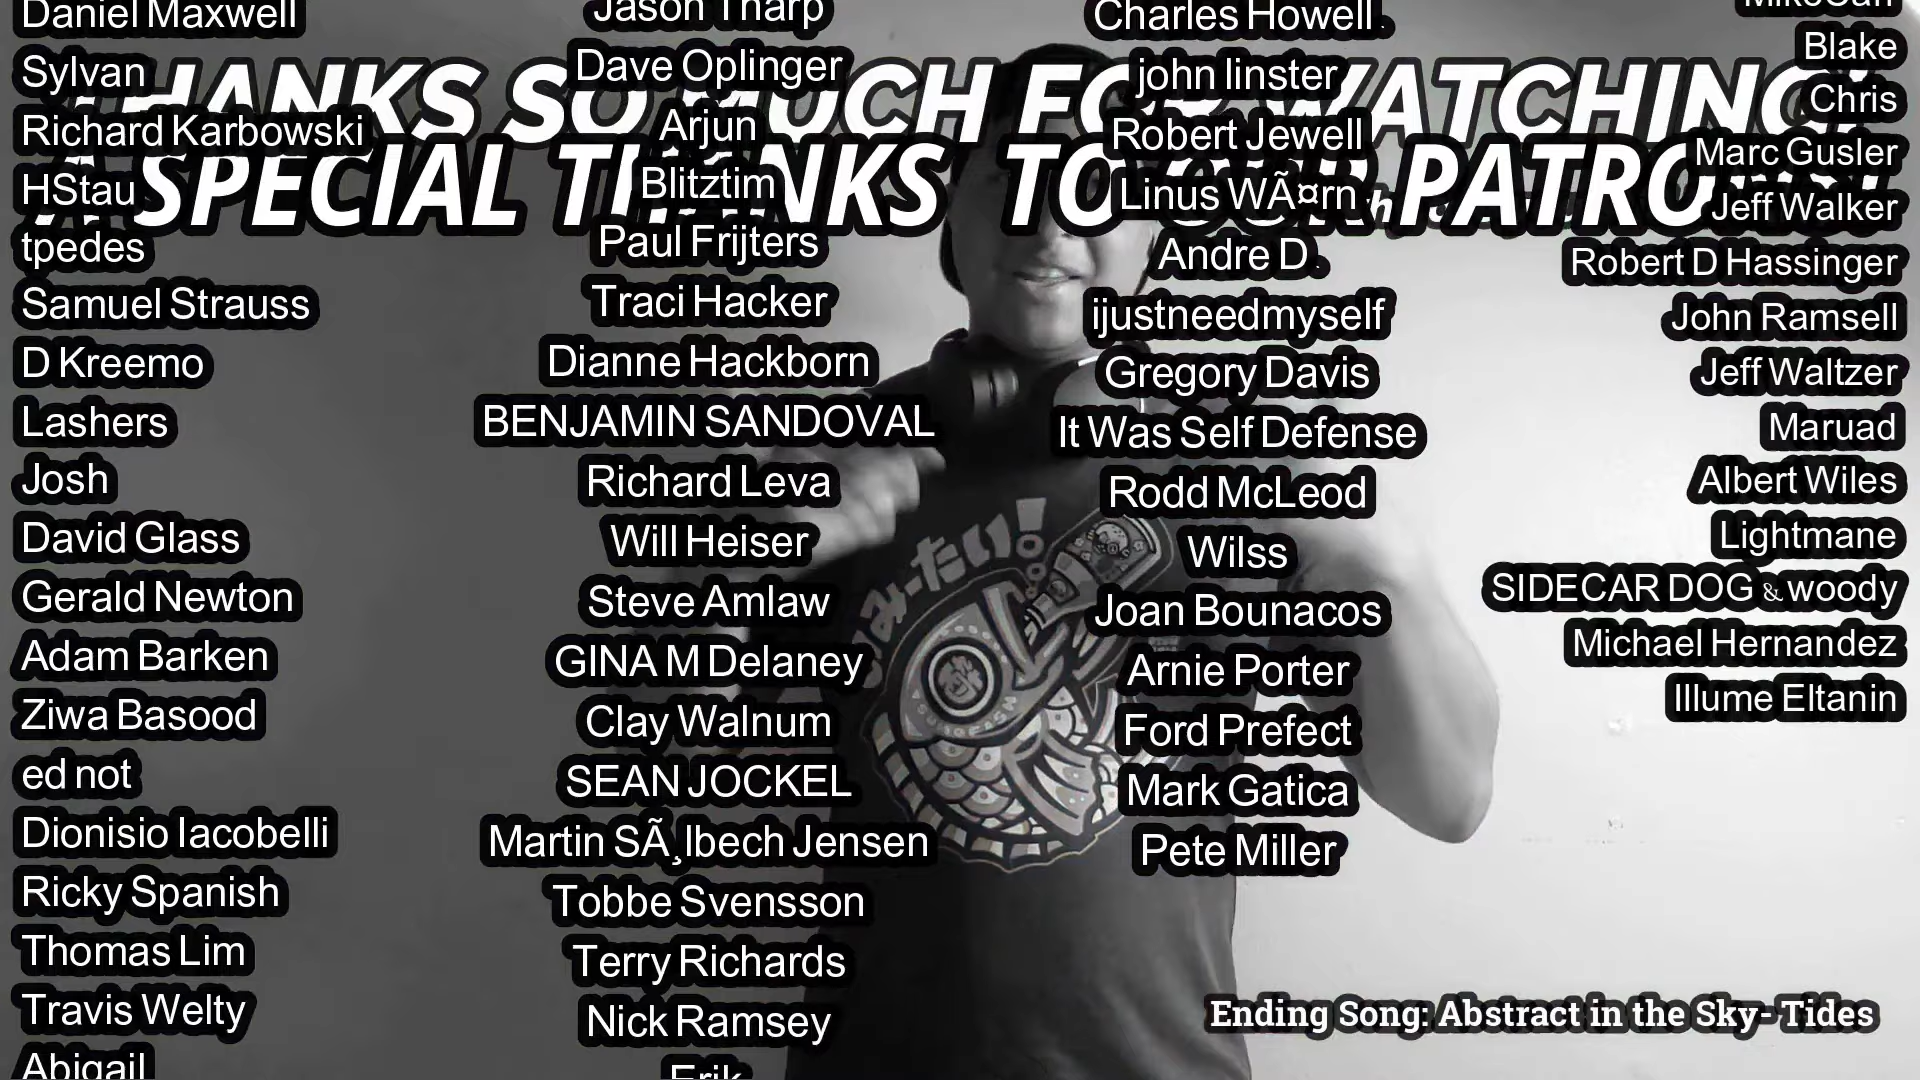 THANKS SO MUCH FOR WATCHING!
A SPECIAL THANKS TO OUR PATRONS!
Daniel Maxwell
Sylvan
Richard Karbowski
HStau
tpedes
Samuel Strauss
D Kreemo
Lashers
Josh
David Glass
Gerald Newton
Adam Barken
Ziwa Basood
ed not
Dionisio Iacobelli
Ricky Spanish
Thomas Lim
Travis Welty
Abigail
Jason Tharp
Dave Oplinger
Arjun
Blitztim
Paul Frijters
Traci Hacker
Dianne Hackborn
BENJAMIN SANDOVAL
Richard Leva
Will Heiser
Steve Amlaw
GINA M Delaney
Clay Walnum
SEAN JOCKEL
Martin SÃ¸lbech Jensen
Tobbe Svensson
Terry Richards
Nick Ramsey
Erik
Charles Howell .
john linster
Robert Jewell
Linus WÃ¤rn
Andre D .
ijustneedmyself
Gregory Davis
It Was Self Defense
Rodd McLeod
Wilss
Joan Bounacos
Arnie Porter
Ford Prefect
Mark Gatica
Pete Miller
Blake
Chris
Marc Gusler
Jeff Walker
Robert D Hassinger
John Ramsell
Jeff Waltzer
Maruad
Albert Wiles
Lightmane
SIDECAR DOG & woody
Michael Hernandez
Illume Eltanin
みたい!
Ending Song: Abstract in the Sky- Tides